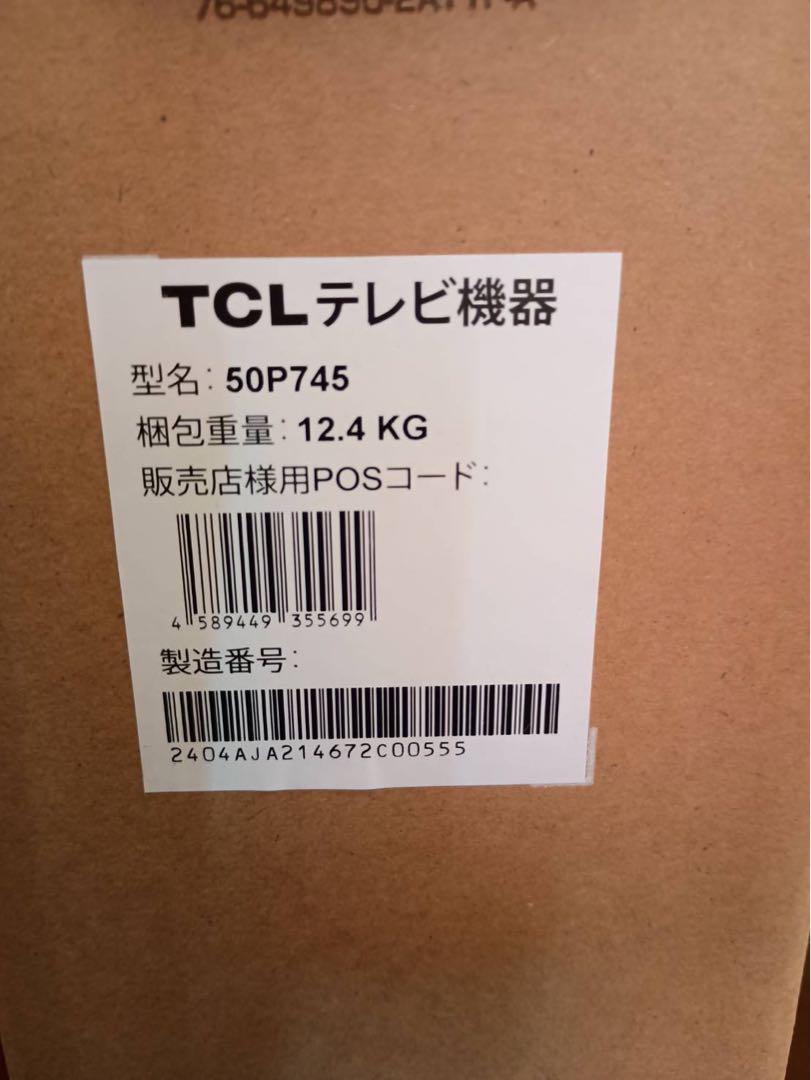 TCLテレビ機器
型名: 50P745
梱包重量: 12.4 KG
販売店様用POSコード:
4 589449 355699
製造番号:
2404AJA214672C00555